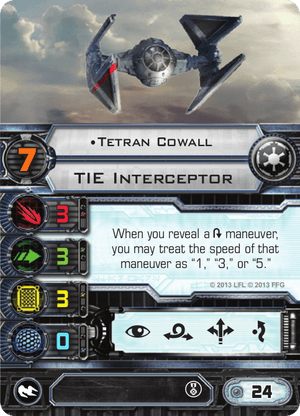 •Tetran Cowall
7
TIE Interceptor
3
3
3
0
When you reveal a maneuver,
you may treat the speed of that
maneuver as "1," "3," or "5."
© 2013 LFL © 2013 FFG
24